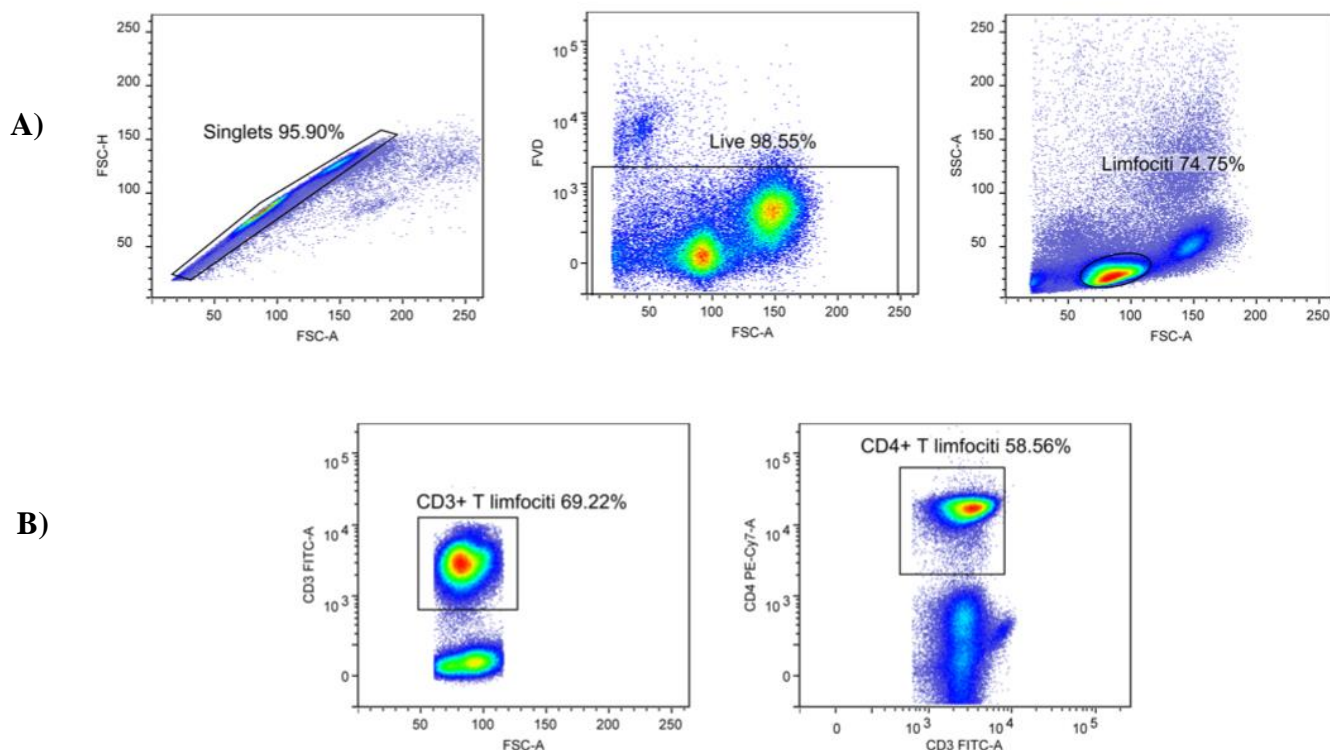 A)
250
200
150
100
50
FSC-H
Singlets 95.90%
50
100
150
200
250
FSC-A
10^5
10^4
10^3
0
FVD
Live 98.55%
50
100
150
200
250
FSC-A
250
200
150
100
50
SSC-A
Limfociti 74.75%
50
100
150
200
250
FSC-A
B)
10^5
10^4
10^3
0
CD3 FITC-A
CD3+ T limfociti 69.22%
50
100
150
200
250
FSC-A
10^5
10^4
10^3
0
CD4 PE-Cy7-A
CD4+ T limfociti 58.56%
0
10^3
10^4
10^5
CD3 FITC-A